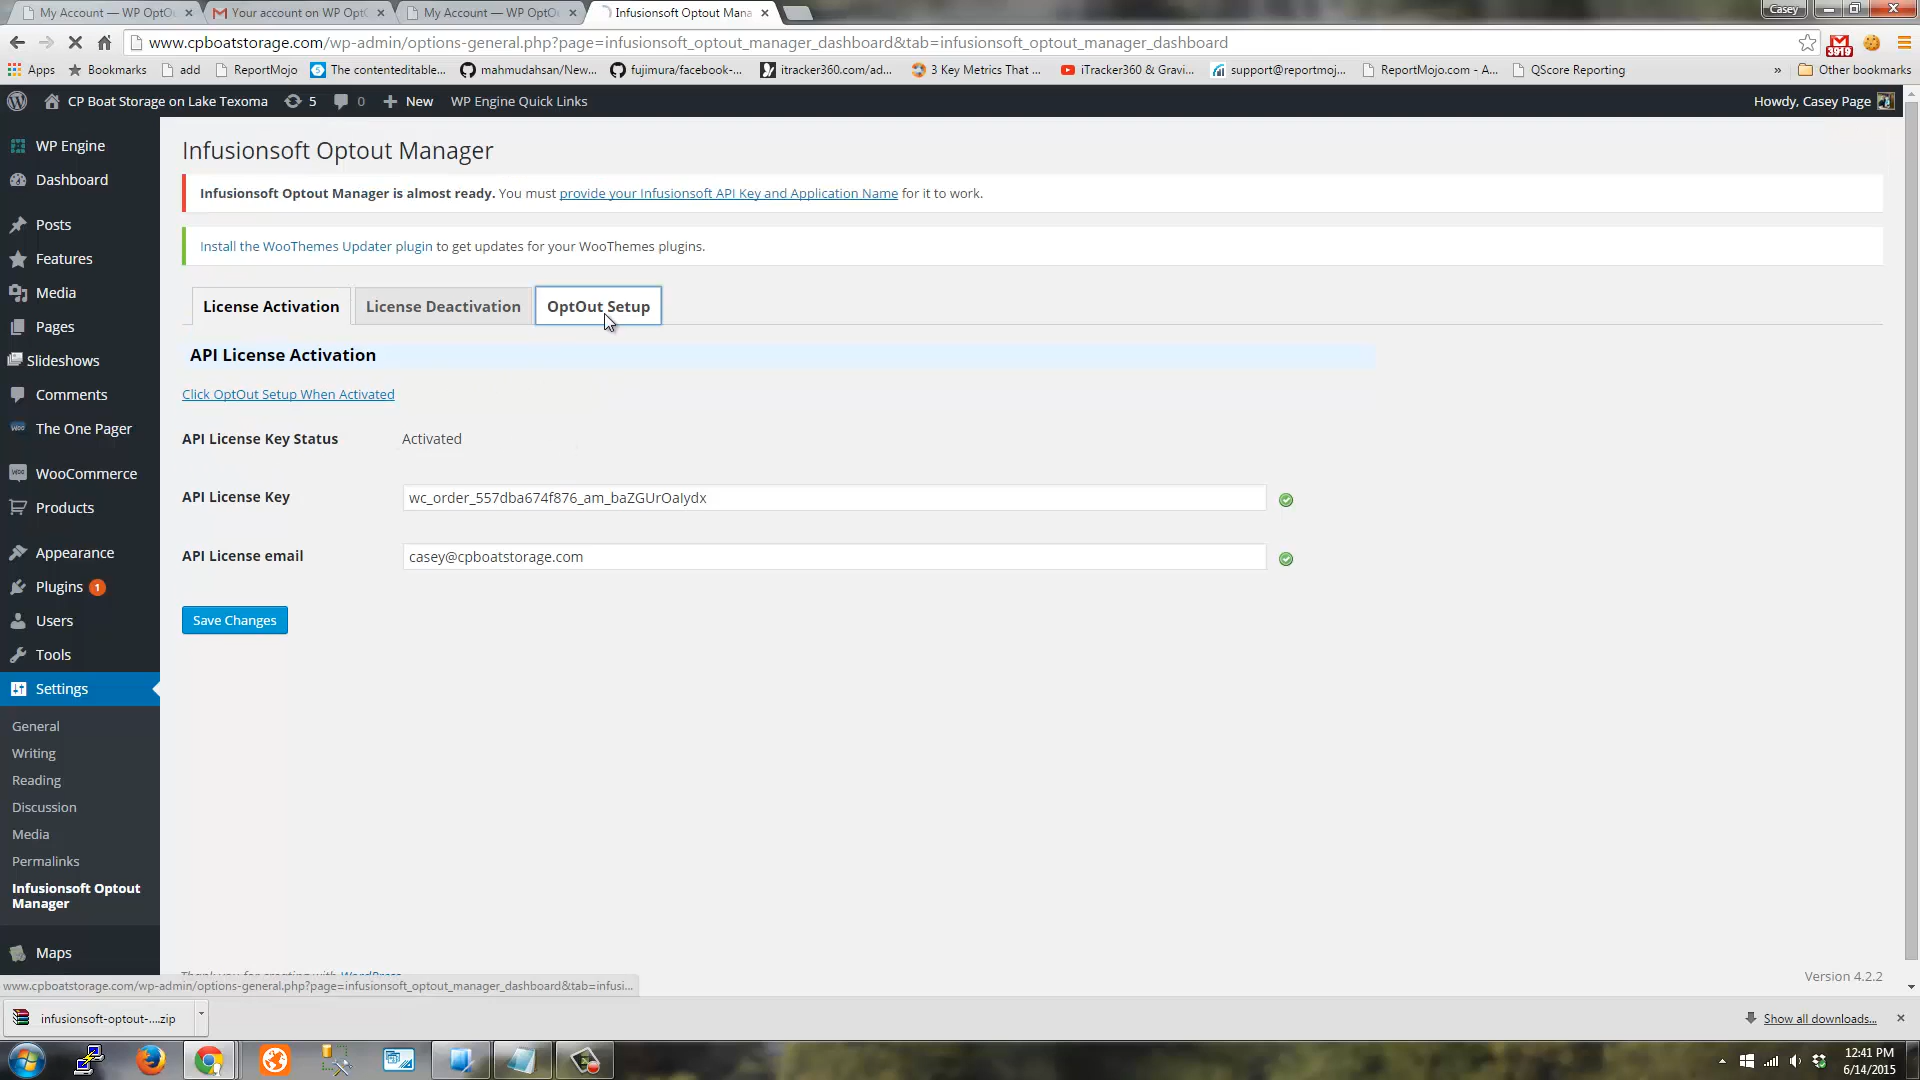 My Account — WP OptO
Your account on WP Opt
My Account — WP OptO
Infusionsoft Optout Mana
Casey
www.cpboatstorage.com/wp-admin/options-general.php?page=infusionsoft_optout_manager_dashboard&tab=infusionsoft_optout_manager_dashboard
3919
Apps
Bookmarks
add
ReportMojo
The contenteditable...
mahmudahsan/New...
fujimura/facebook-...
itracker360.com/ad...
3 Key Metrics That ...
iTracker360 & Gravi...
support@reportmoj...
ReportMojo.com - A...
QScore Reporting
»
Other bookmarks
CP Boat Storage on Lake Texoma
5
0
New
WP Engine Quick Links
Howdy, Casey Page
WP Engine
Dashboard
Posts
Features
Media
Pages
Slideshows
Comments
The One Pager
WooCommerce
Products
Appearance
Plugins 1
Users
Tools
Settings
General
Writing
Reading
Discussion
Media
Permalinks
Infusionsoft Optout
Manager
Maps
Infusionsoft Optout Manager
Infusionsoft Optout Manager is almost ready. You must provide your Infusionsoft API Key and Application Name for it to work.
Install the WooThemes Updater plugin to get updates for your WooThemes plugins.
License Activation
License Deactivation
OptOut Setup
API License Activation
Click OptOut Setup When Activated
API License Key Status
Activated
API License Key
wc_order_557dba674f876_am_baZGUrOaIydx
API License email
casey@cpboatstorage.com
Save Changes
Thank you for creating with WordPress
Version 4.2.2
www.cpboatstorage.com/wp-admin/options-general.php?page=infusionsoft_optout_manager_dashboard&tab=infusi...
infusionsoft-optout-....zip
Show all downloads...
12:41 PM
6/14/2015